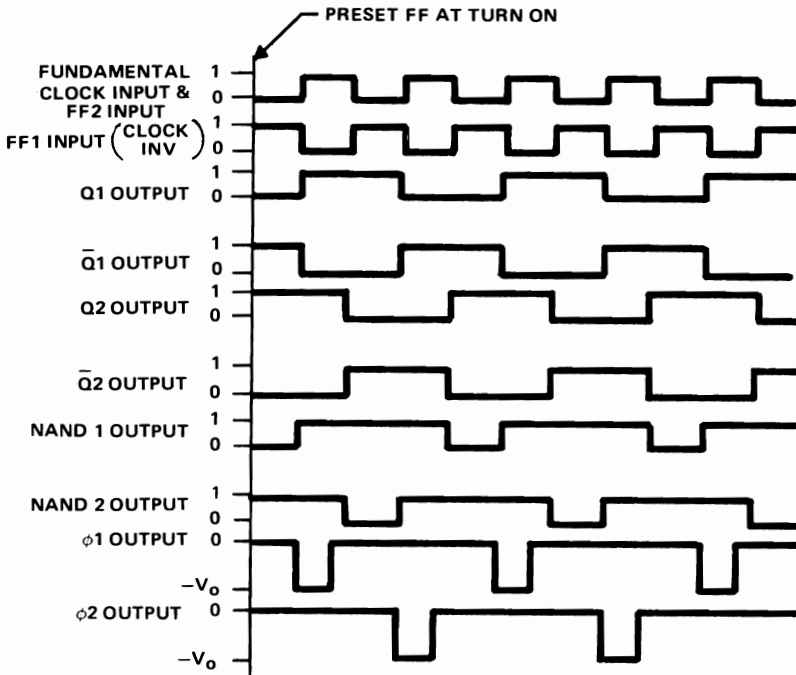 PRESET FF AT TURN ON
FUNDAMENTAL
CLOCK INPUT &
FF2 INPUT
1
0
FF1 INPUT (CLOCK
INV)
1
0
Q1 OUTPUT
1
0
Q̅1 OUTPUT
1
0
Q2 OUTPUT
1
0
Q̅2 OUTPUT
1
0
NAND 1 OUTPUT
1
0
NAND 2 OUTPUT
1
0
ϕ1 OUTPUT
0
−Vo
ϕ2 OUTPUT
0
−Vo